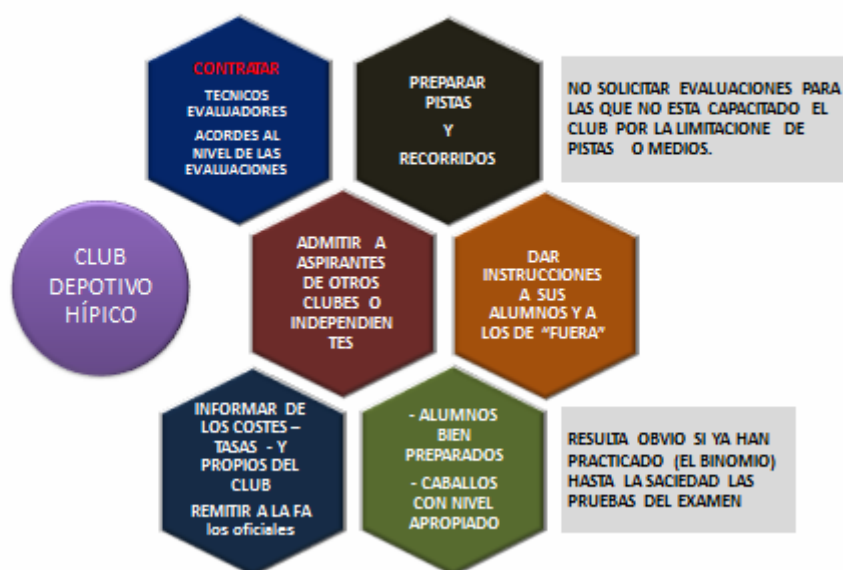 CONTRATAR
TECNICOS
EVALUADORES
ACORDES AL
NIVEL DE LAS
EVALUACIONES
PREPARAR
PISTAS
Y
RECORRIDOS
NO SOLICITAR EVALUACIONES PARA
LAS QUE NO ESTA CAPACITADO EL
CLUB POR LA LIMITACIONE DE
PISTAS O MEDIOS.
CLUB
DEPOTIVO
HÍPICO
ADMITIR A
ASPIRANTES
DE OTROS
CLUBES O
INDEPENDIEN
TES
DAR
INSTRUCCIONES
A SUS
ALUMNOS Y A
LOS DE “FUERA”
INFORMAR DE
LOS COSTES –
TASAS - Y
PROPIOS DEL
CLUB
REMITIR A LA FA
los oficiales
- ALUMNOS
BIEN
PREPARADOS
- CABALLOS
CON NIVEL
APROPIADO
RESULTA OBVIO SI YA HAN
PRACTICADO (EL BINOMIO)
HASTA LA SACIEDAD LAS
PRUEBAS DEL EXAMEN